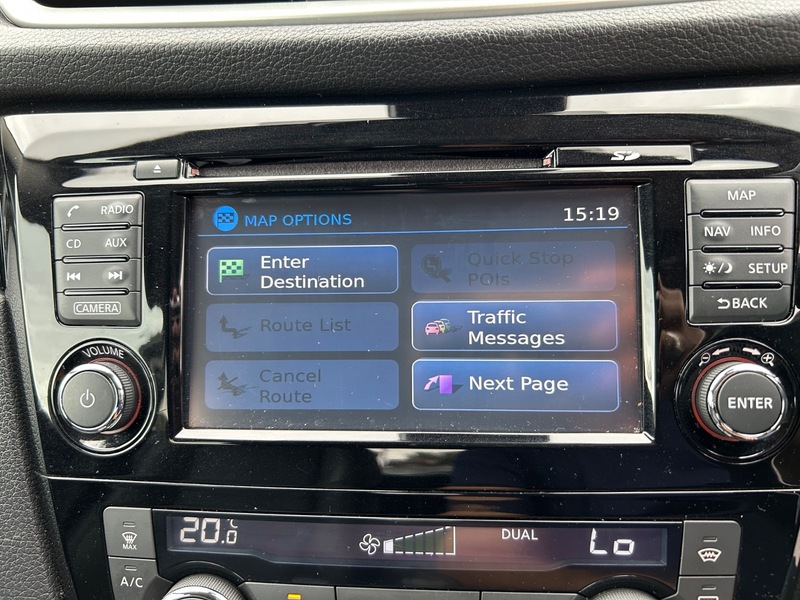 SD
RADIO
CD AUX
CAMERA
VOLUME
MAP OPTIONS
15:19
Enter
Destination
Quick Stop
POIs
Route List
Traffic
Messages
Cancel
Route
Next Page
MAP
NAV INFO
SETUP
BACK
ENTER
MAX
A/C
20.0 °C
DUAL
Lo